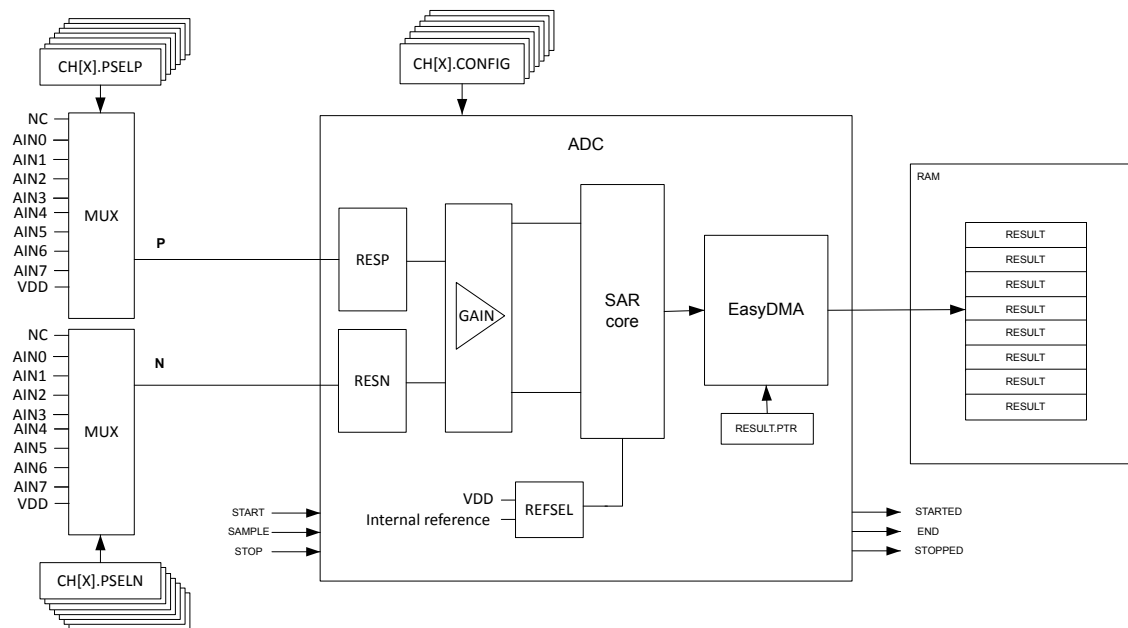 CH[X].PSELP
CH[X].CONFIG
NC
AIN0
AIN1
AIN2
AIN3
AIN4
AIN5
AIN6
AIN7
VDD
MUX
P
NC
AIN0
AIN1
AIN2
AIN3
AIN4
AIN5
AIN6
AIN7
VDD
MUX
N
CH[X].PSELN
ADC
RESP
RESN
GAIN
SAR
core
EasyDMA
RESULT.PTR
VDD
Internal reference
REFSEL
START
SAMPLE
STOP
STARTED
END
STOPPED
RAM
RESULT
RESULT
RESULT
RESULT
RESULT
RESULT
RESULT
RESULT